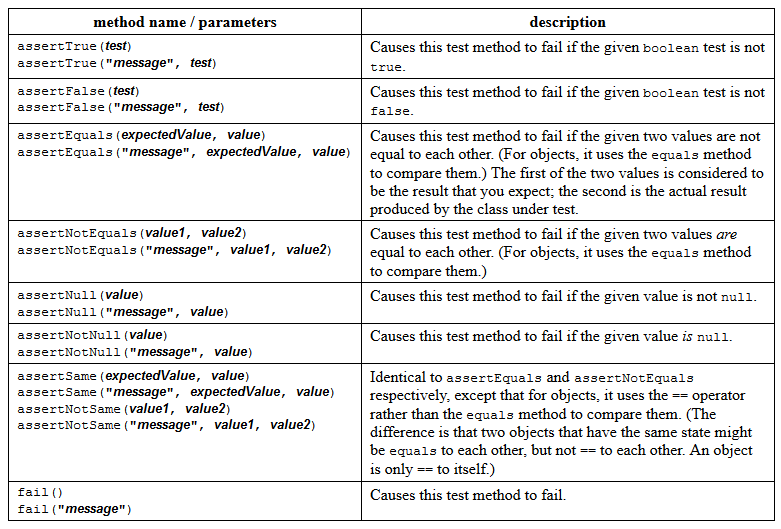 method name / parameters
description
assertTrue(test)
assertTrue("message", test)
Causes this test method to fail if the given boolean test is not
true.
assertFalse(test)
assertFalse("message", test)
Causes this test method to fail if the given boolean test is not
false.
assertEquals(expectedValue, value)
assertEquals("message", expectedValue, value)
Causes this test method to fail if the given two values are not
equal to each other. (For objects, it uses the equals method
to compare them.) The first of the two values is considered to
be the result that you expect; the second is the actual result
produced by the class under test.
assertNotEquals(value1, value2)
assertNotEquals("message", value1, value2)
Causes this test method to fail if the given two values are
equal to each other. (For objects, it uses the equals method
to compare them.)
assertNull(value)
assertNull("message", value)
Causes this test method to fail if the given value is not null.
assertNotNull(value)
assertNotNull("message", value)
Causes this test method to fail if the given value is null.
assertSame(expectedValue, value)
assertSame("message", expectedValue, value)
assertNotSame(value1, value2)
assertNotSame("message", value1, value2)
Identical to assertEquals and assertNotEquals
respectively, except that for objects, it uses the == operator
rather than the equals method to compare them. (The
difference is that two objects that have the same state might
be equals to each other, but not == to each other. An object
is only == to itself.)
fail()
fail("message")
Causes this test method to fail.